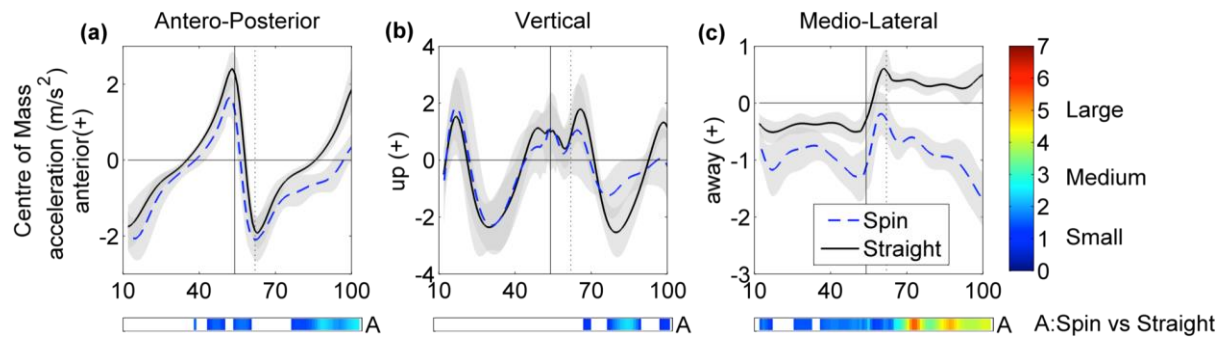 Antero-Posterior
Vertical
Medio-Lateral
(a)
(b)
(c)
Centre of Mass
acceleration (m/s²)
anterior(+)
2
0
-2
10 40 70 100
up (+)
4
2
0
-2
-4
10 40 70 100
away (+)
1
0
-1
-2
-3
10 40 70 100
Spin
Straight
7
6
5
4
3
2
1
0
Large
Medium
Small
A
A
A
A:Spin vs Straight